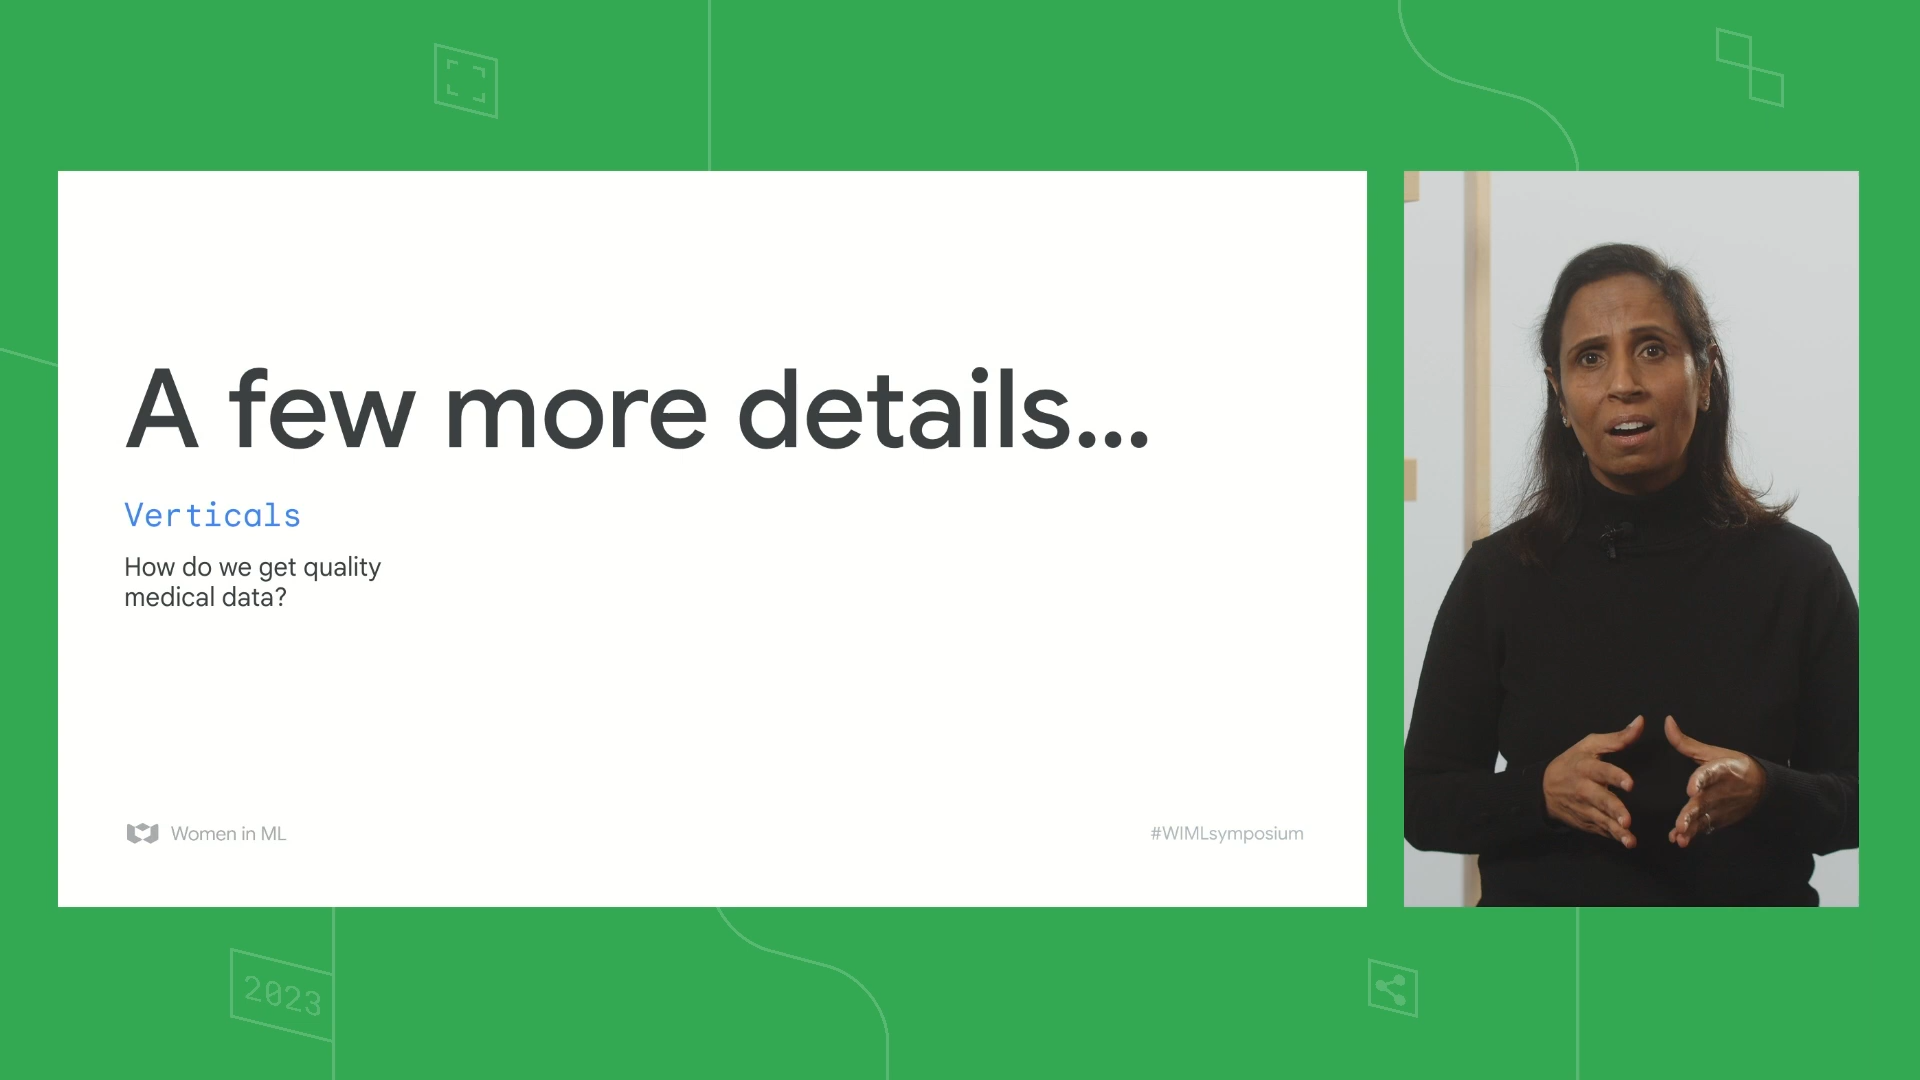 A few more details...
Verticals
How do we get quality
medical data?
Women in ML
#WIMLsymposium
2023